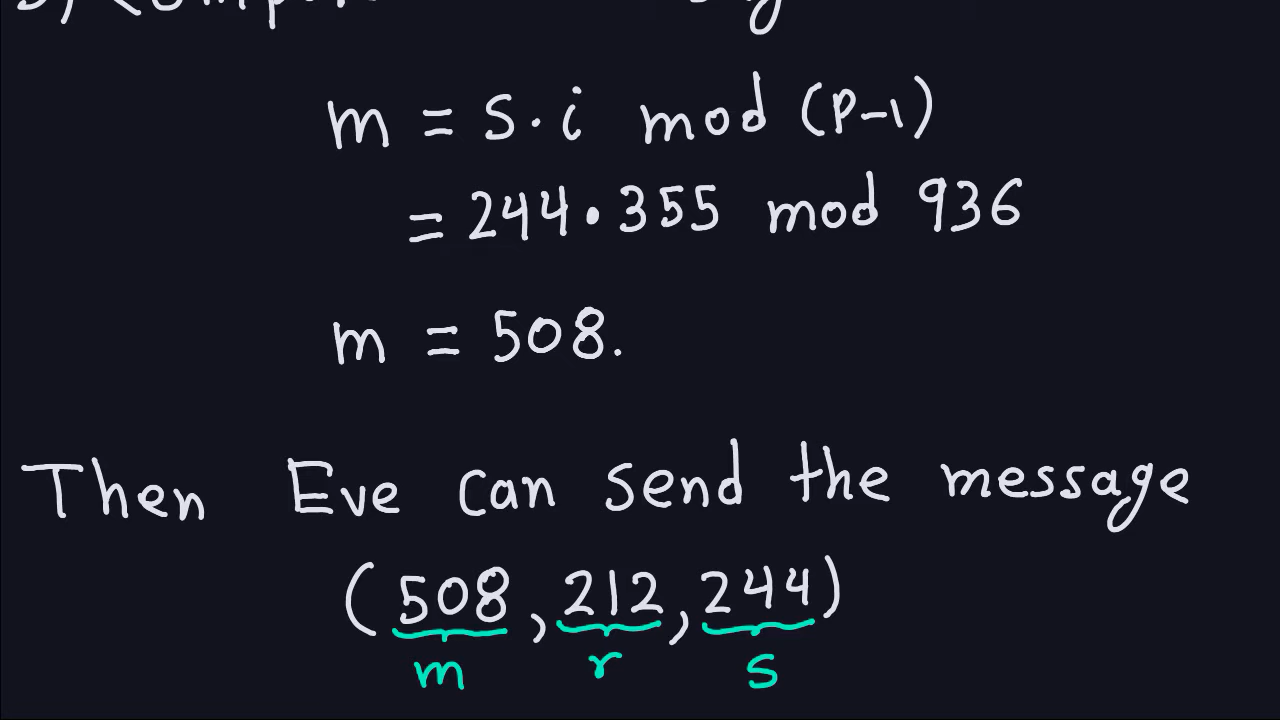 m = s · i mod (p-1)
= 244 · 355 mod 936
m = 508.
Then Eve can send the message
(508, 212, 244)
m r s